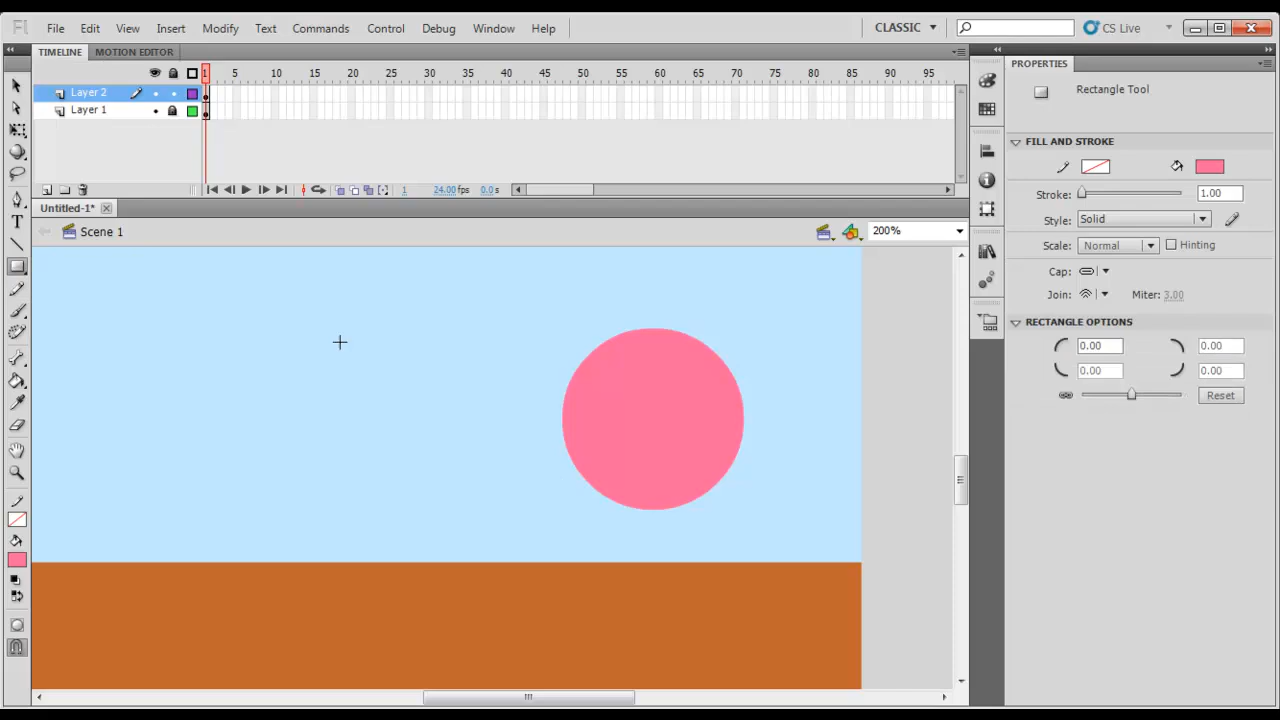 Fl File Edit View Insert Modify Text Commands Control Debug Window Help CLASSIC CS Live
TIMELINE MOTION EDITOR
1 5 10 15 20 25 30 35 40 45 50 55 60 65 70 75 80 85 90 95
Layer 2
Layer 1
1 24.00 fps 0.0 s
Untitled-1*
Scene 1 200%
T
PROPERTIES
Rectangle Tool
FILL AND STROKE
Stroke: 1.00
Style: Solid
Scale: Normal Hinting
Cap:
Join: Miter: 3.00
RECTANGLE OPTIONS
0.00 0.00
0.00 0.00
Reset